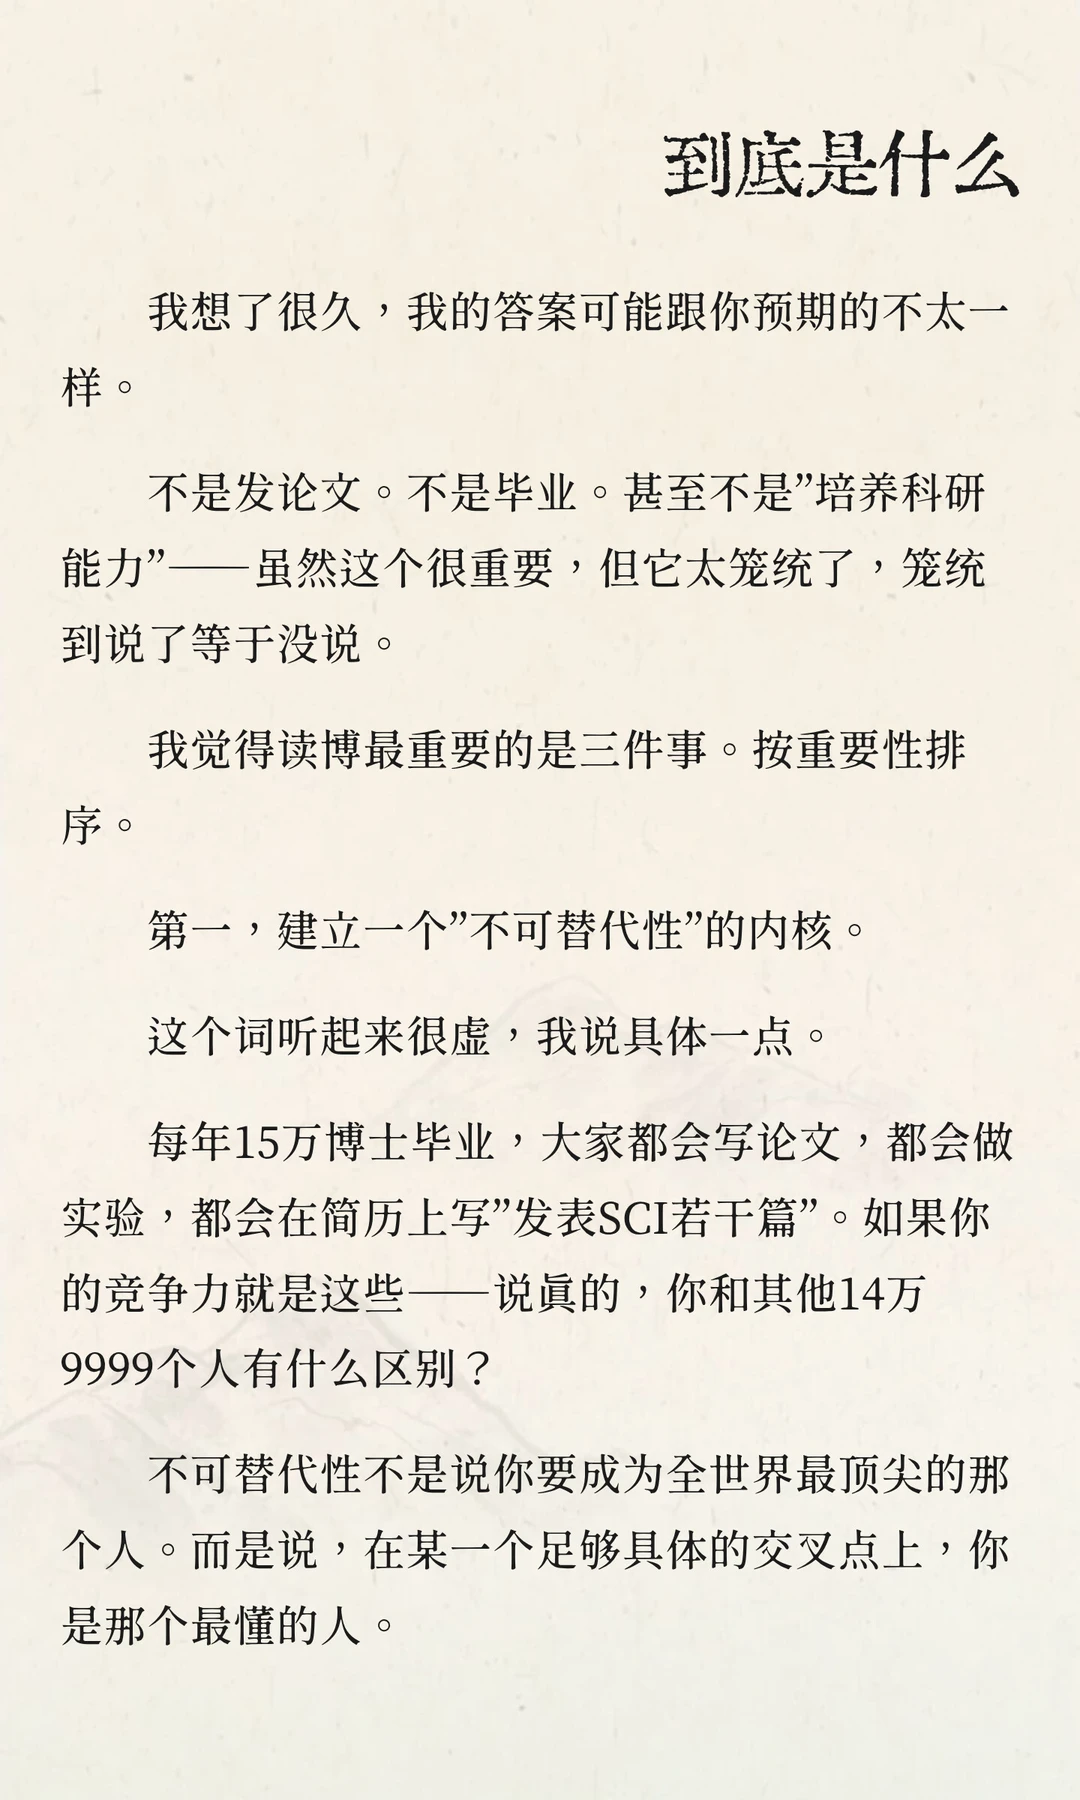 到底是什么
我想了很久，我的答案可能跟你预期的不太一
样。
不是发论文。不是毕业。甚至不是”培养科研
能力”——虽然这个很重要，但它太笼统了，笼统
到说了等于没说。
我觉得读博最重要的是三件事。按重要性排
序。
第一，建立一个”不可替代性”的内核。
这个词听起来很虚，我说具体一点。
每年15万博士毕业，大家都会写论文，都会做
实验，都会在简历上写”发表SCI若干篇”。如果你
的竞争力就是这些——说真的，你和其他14万
9999个人有什么区别？
不可替代性不是说你要成为全世界最顶尖的那
个人。而是说，在某一个足够具体的交叉点上，你
是那个最懂的人。